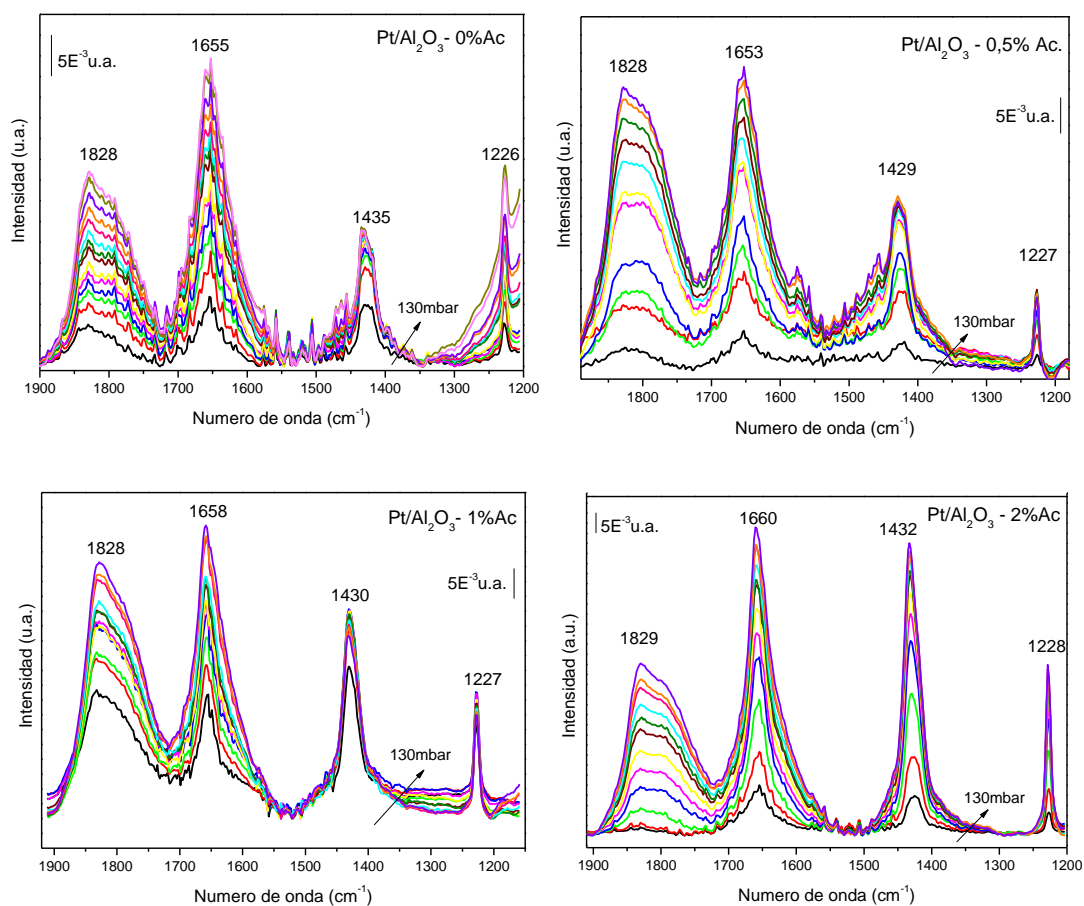 Pt/Al₂O₃ - 0%Ac
5E⁻³u.a.
1655
1828
1435
1226
130mbar
Intensidad (u.a.)
1900 1800 1700 1600 1500 1400 1300 1200
Numero de onda (cm⁻¹)
Pt/Al₂O₃ - 0,5% Ac.
1828
1653
5E⁻³u.a.
1429
1227
130mbar
Intensidad (u.a.)
1800 1700 1600 1500 1400 1300 1200
Numero de onda (cm⁻¹)
Pt/Al₂O₃- 1%Ac
1658
1828
5E⁻³u.a.
1430
1227
130mbar
Intensidad (u.a.)
1900 1800 1700 1600 1500 1400 1300 1200
Numero de onda (cm⁻¹)
Pt/Al₂O₃ - 2%Ac
5E⁻³u.a.
1660
1432
1829
1228
130mbar
Intensidad (a.u.)
1900 1800 1700 1600 1500 1400 1300 1200
Numero de onda (cm⁻¹)